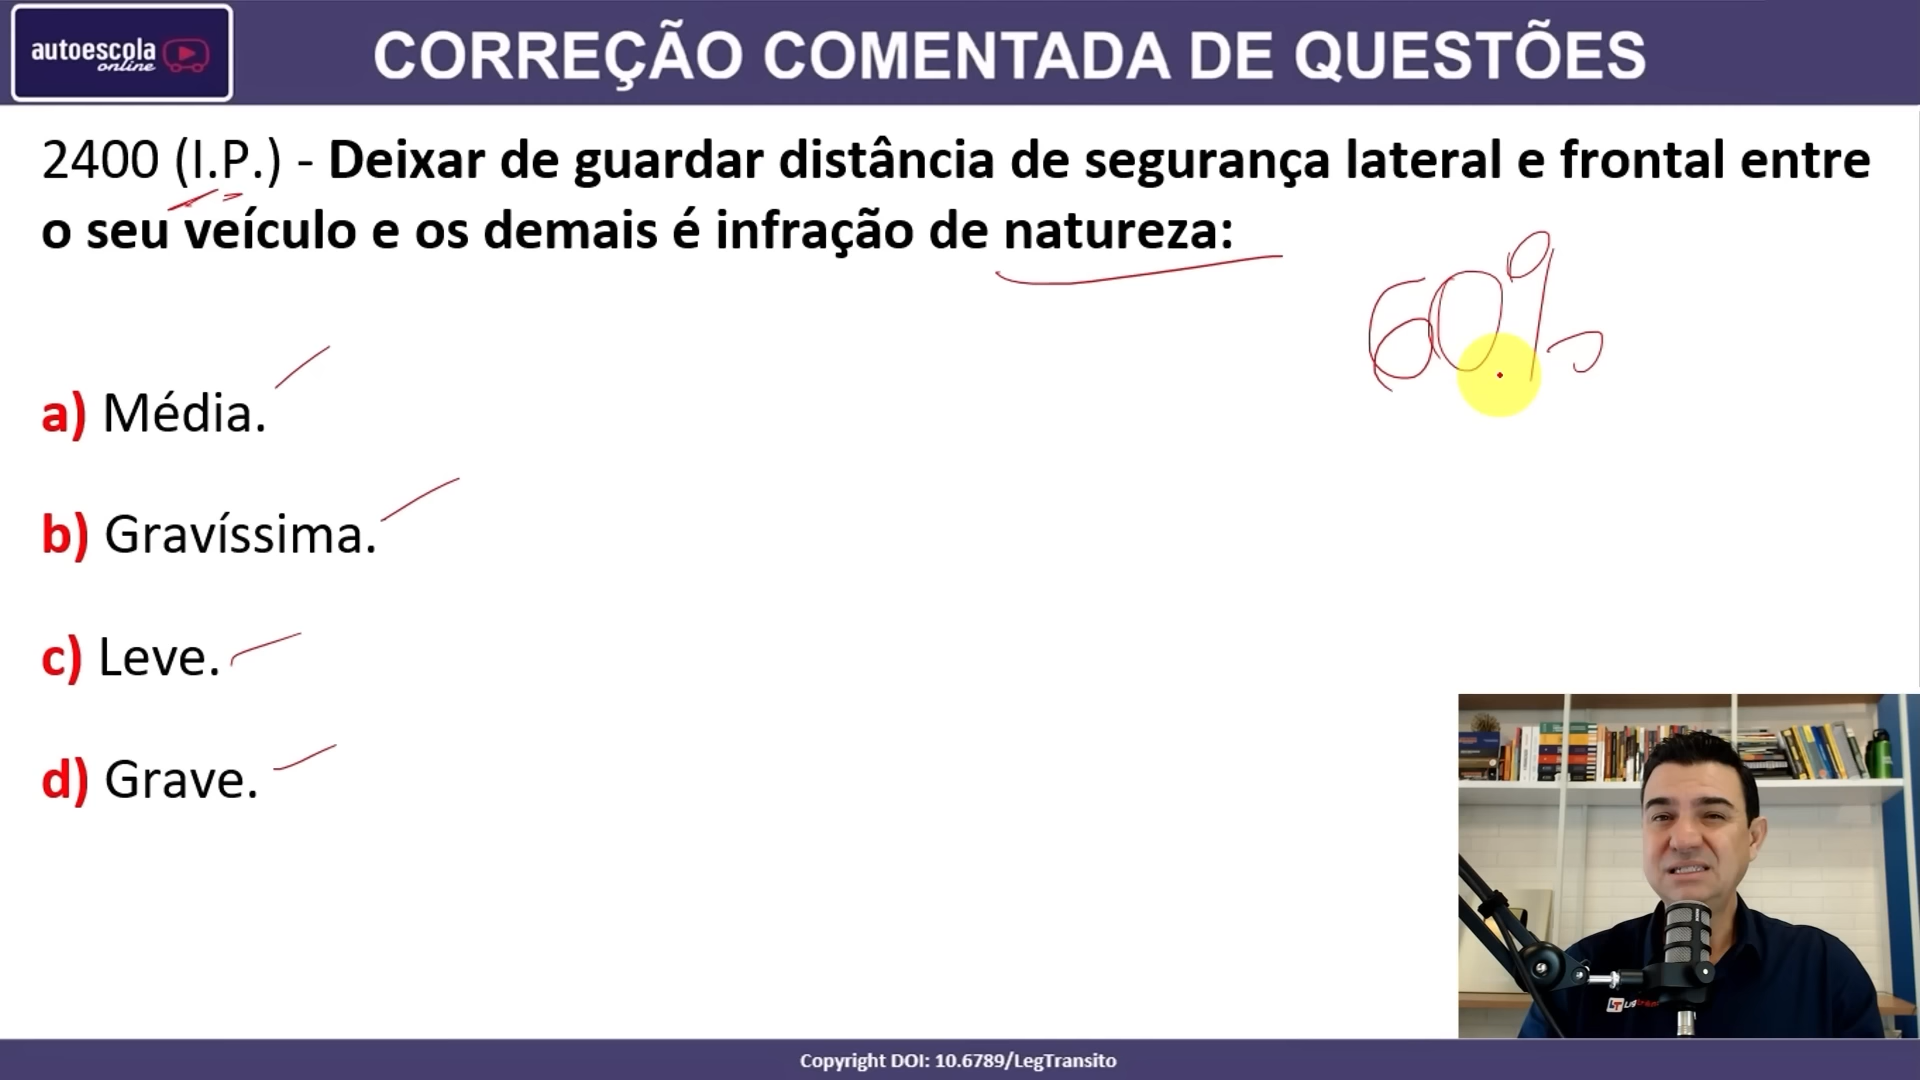 autoescola
online
CORREÇÃO COMENTADA DE QUESTÕES
2400 (I.P.) - Deixar de guardar distância de segurança lateral e frontal entre
o seu veículo e os demais é infração de natureza:
60%
a) Média.
b) Gravíssima.
c) Leve.
d) Grave.
Copyright DOI: 10.6789/LegTransito